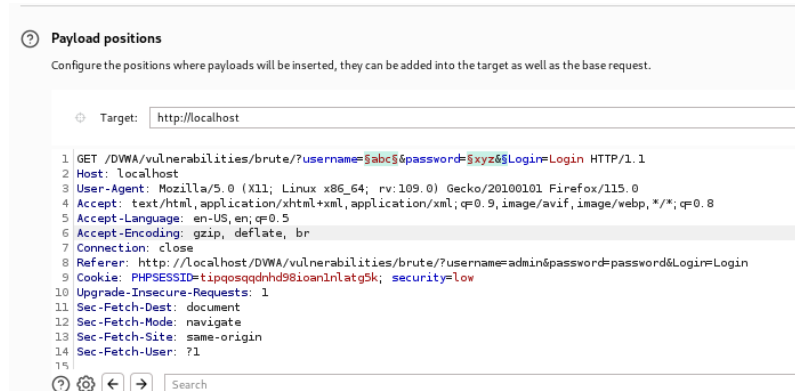 ? Payload positions
Configure the positions where payloads will be inserted, they can be added into the target as well as the base request.
Target: http://localhost
1 GET /DVWA/vulnerabilities/brute/?username=§abc§&password=§xyz&§Login=Login HTTP/1.1
2 Host: localhost
3 User-Agent: Mozilla/5.0 (X11; Linux x86_64; rv:109.0) Gecko/20100101 Firefox/115.0
4 Accept: text/html,application/xhtml+xml,application/xml;q=0.9,image/avif,image/webp,*/*;q=0.8
5 Accept-Language: en-US,en;q=0.5
6 Accept-Encoding: gzip, deflate, br
7 Connection: close
8 Referer: http://localhost/DVWA/vulnerabilities/brute/?username=admin&password=password&Login=Login
9 Cookie: PHPSESSID=tipqosqqdnhd98ioan1nlatg5k; security=low
10 Upgrade-Insecure-Requests: 1
11 Sec-Fetch-Dest: document
12 Sec-Fetch-Mode: navigate
13 Sec-Fetch-Site: same-origin
14 Sec-Fetch-User: ?1
15
? Search